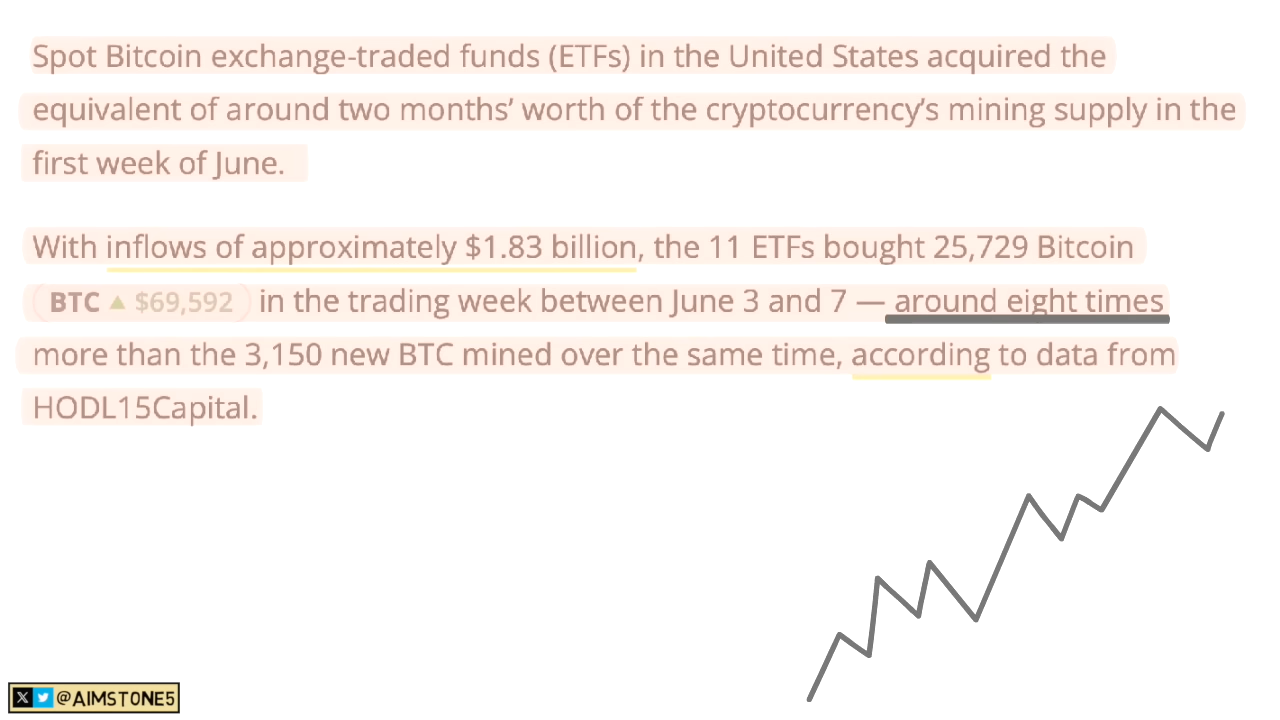 Spot Bitcoin exchange-traded funds (ETFs) in the United States acquired the
equivalent of around two months’ worth of the cryptocurrency’s mining supply in the
first week of June.
With inflows of approximately $1.83 billion, the 11 ETFs bought 25,729 Bitcoin
BTC ▲ $69,592 in the trading week between June 3 and 7 — around eight times
more than the 3,150 new BTC mined over the same time, according to data from
HODL15Capital.
@AIMSTONE5